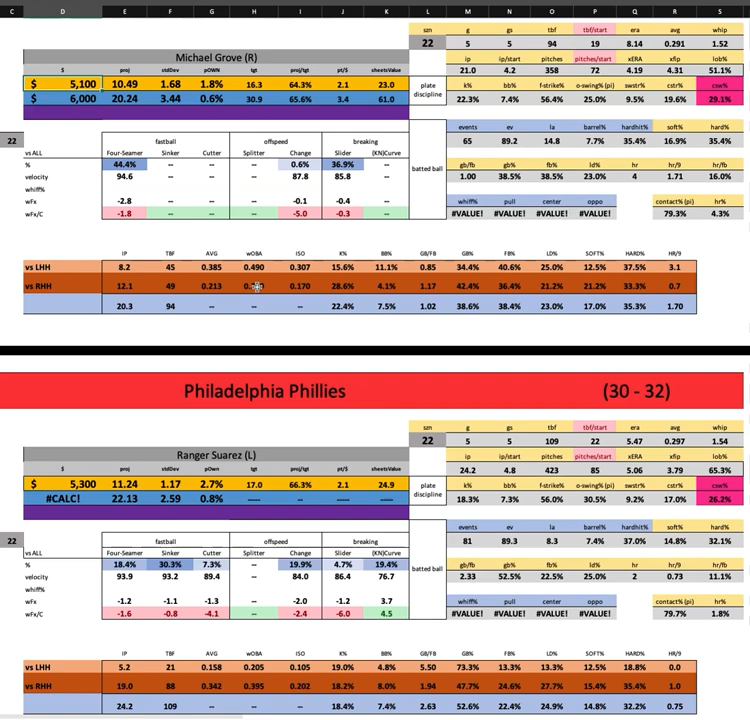 C D E F G H I J K L M N O P Q R S
szn g gs tbf tbf/start era avg whip
22 5 5 94 19 8.14 0.291 1.52
Michael Grove (R) ip ip/start pitches pitches/start xERA xfip lob%
21.0 4.2 358 72 4.19 4.31 51.1%
$ proj stdDev pOWN tgt proj/tgt pt/$ sheetsValue
$ 5,100 10.49 1.68 1.8% 16.3 64.3% 2.1 23.0 plate discipline k% bb% f-strike% o-swing% (pi) swstr% cstr% csw%
$ 6,000 20.24 3.44 0.6% 30.9 65.6% 3.4 61.0 22.3% 7.4% 56.4% 25.0% 9.5% 19.6% 29.1%
events ev la barrel% hardhit% soft% hard%
22 fastball offspeed breaking 65 89.2 14.8 7.7% 35.4% 16.9% 35.4%
vs ALL Four-Seamer Sinker Cutter Splitter Change Slider (KN)Curve
% 44.4% -- -- -- 0.6% 36.9% -- batted ball gb/fb gb% fb% ld% hr hr/9 hr/fb
velocity 94.6 -- -- -- 87.8 85.8 -- 1.00 38.5% 38.5% 23.0% 4 1.71 16.0%
whiff%
wFx -2.8 -- -- -- -0.1 -0.4 -- whiff% pull center oppo contact% (pi) hr%
wFx/C -1.8 -- -- -- -5.0 -0.3 -- #VALUE! #VALUE! #VALUE! #VALUE! 79.3% 4.3%
IP TBF AVG wOBA ISO K% BB% GB/FB GB% FB% LD% SOFT% HARD% HR/9
vs LHH 8.2 45 0.385 0.490 0.307 15.6% 11.1% 0.85 34.4% 40.6% 25.0% 12.5% 37.5% 3.1
vs RHH 12.1 49 0.213 0.170 28.6% 4.1% 1.17 42.4% 36.4% 21.2% 21.2% 33.3% 0.7
20.3 94 22.4% 7.5% 1.02 38.6% 38.4% 23.0% 17.0% 35.3% 1.70
Philadelphia Phillies (30 - 32)
szn g gs tbf tbf/start era avg whip
22 5 5 109 22 5.47 0.297 1.54
Ranger Suarez (L) ip ip/start pitches pitches/start xERA xfip lob%
24.2 4.8 423 85 5.06 3.79 65.3%
$ proj stdDev pOwn tgt proj/tgt pt/$ sheetsValue
$ 5,300 11.24 1.17 2.7% 17.0 66.3% 2.1 24.9 plate discipline k% bb% f-strike% o-swing% (pi) swstr% cstr% csw%
#CALC! 22.13 2.59 0.8% ----- ----- -- ----- 18.3% 7.3% 56.0% 30.5% 9.2% 17.0% 26.2%
events ev la barrel% hardhit% soft% hard%
22 fastball offspeed breaking 81 89.3 8.3 7.4% 37.0% 14.8% 32.1%
vs ALL Four-Seamer Sinker Cutter Splitter Change Slider (KN)Curve
% 18.4% 30.3% 7.3% -- 19.9% 4.7% 19.4% batted ball gb/fb gb% fb% ld% hr hr/9 hr/fb
velocity 93.9 93.2 89.4 -- 84.0 86.4 76.7 2.33 52.5% 22.5% 25.0% 2 0.73 11.1%
whiff%
wFx -1.2 -1.1 -1.3 -- -2.0 -1.2 3.7 whiff% pull center oppo contact% (pi) hr%
wFx/C -1.6 -0.8 -4.1 -- -2.4 -6.0 4.5 #VALUE! #VALUE! #VALUE! #VALUE! 79.7% 1.8%
IP TBF AVG wOBA ISO K% BB% GB/FB GB% FB% LD% SOFT% HARD% HR/9
vs LHH 5.2 21 0.158 0.205 0.105 19.0% 4.8% 5.50 73.3% 13.3% 13.3% 12.5% 18.8% 0.0
vs RHH 19.0 88 0.342 0.395 0.202 18.2% 8.0% 1.94 47.7% 24.6% 27.7% 15.4% 35.4% 1.0
24.2 109 -- -- -- 18.4% 7.4% 2.63 52.6% 22.4% 24.9% 14.8% 32.2% 0.75